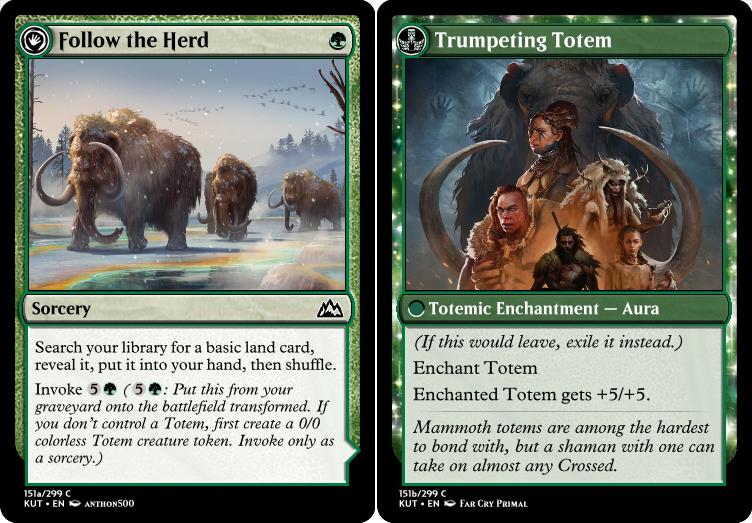 Follow the Herd
Sorcery
Search your library for a basic land card,
reveal it, put it into your hand, then shuffle.
Invoke 5 ( 5 : Put this from your
graveyard onto the battlefield transformed. If
you don't control a Totem, first create a 0/0
colorless Totem creature token. Invoke only as
a sorcery.)
151a/299 C
KUT • EN anthon500
Trumpeting Totem
Totemic Enchantment — Aura
(If this would leave, exile it instead.)
Enchant Totem
Enchanted Totem gets +5/+5.
Mammoth totems are among the hardest
to bond with, but a shaman with one can
take on almost any Crossed.
151b/299 C
KUT • EN Far Cry Primal